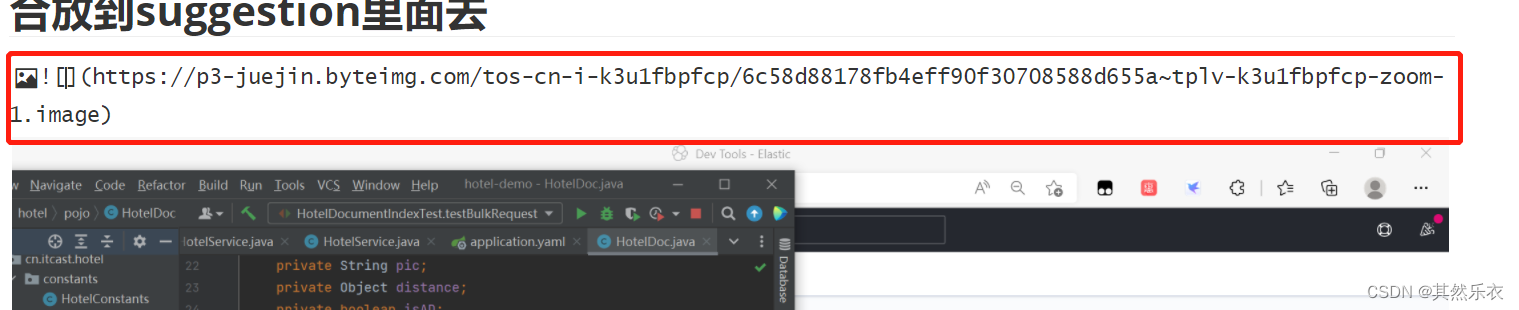 合放到suggestion里面去
![](https://p3-juejin.byteimg.com/tos-cn-i-k3u1fbpfcp/6c58d88178fb4eff90f30708588d655a~tplv-k3u1fbpfcp-zoom-
1.image)
Dev Tools - Elastic
w Navigate Code Refactor Build Run Tools VCS Window Help hotel-demo - HotelDoc.java
hotel pojo HotelDoc HotelDocumentIndexTest.testBulkRequest
IotelService.java HotelService.java application.yaml HotelDoc.java
cn.itcast.hotel 22 private String pic;
constants 23 private Object distance;
HotelConstants 24 private boolean isAD;
Database
CSDN @其然乐衣